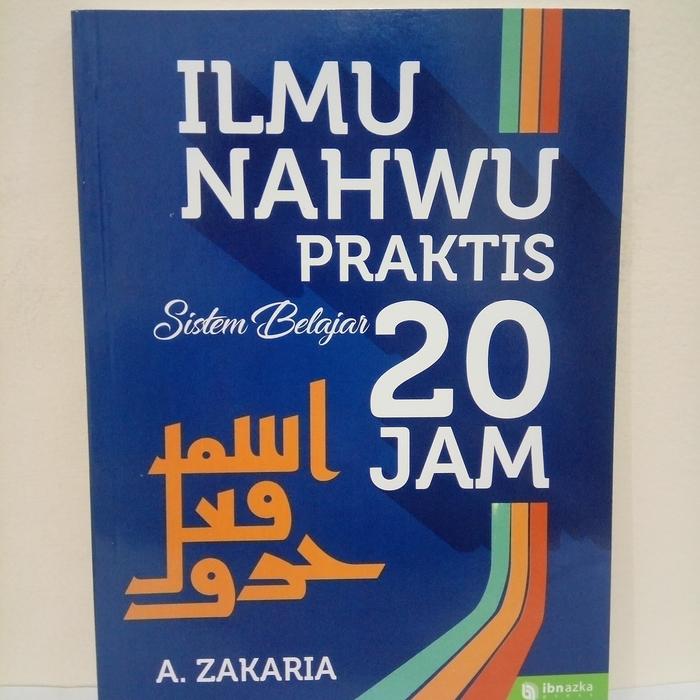 ILMU
NAHWU
PRAKTIS
Sistem Belajar
20
JAM
اسم
فعل
حرف
A. ZAKARIA
ibnazka